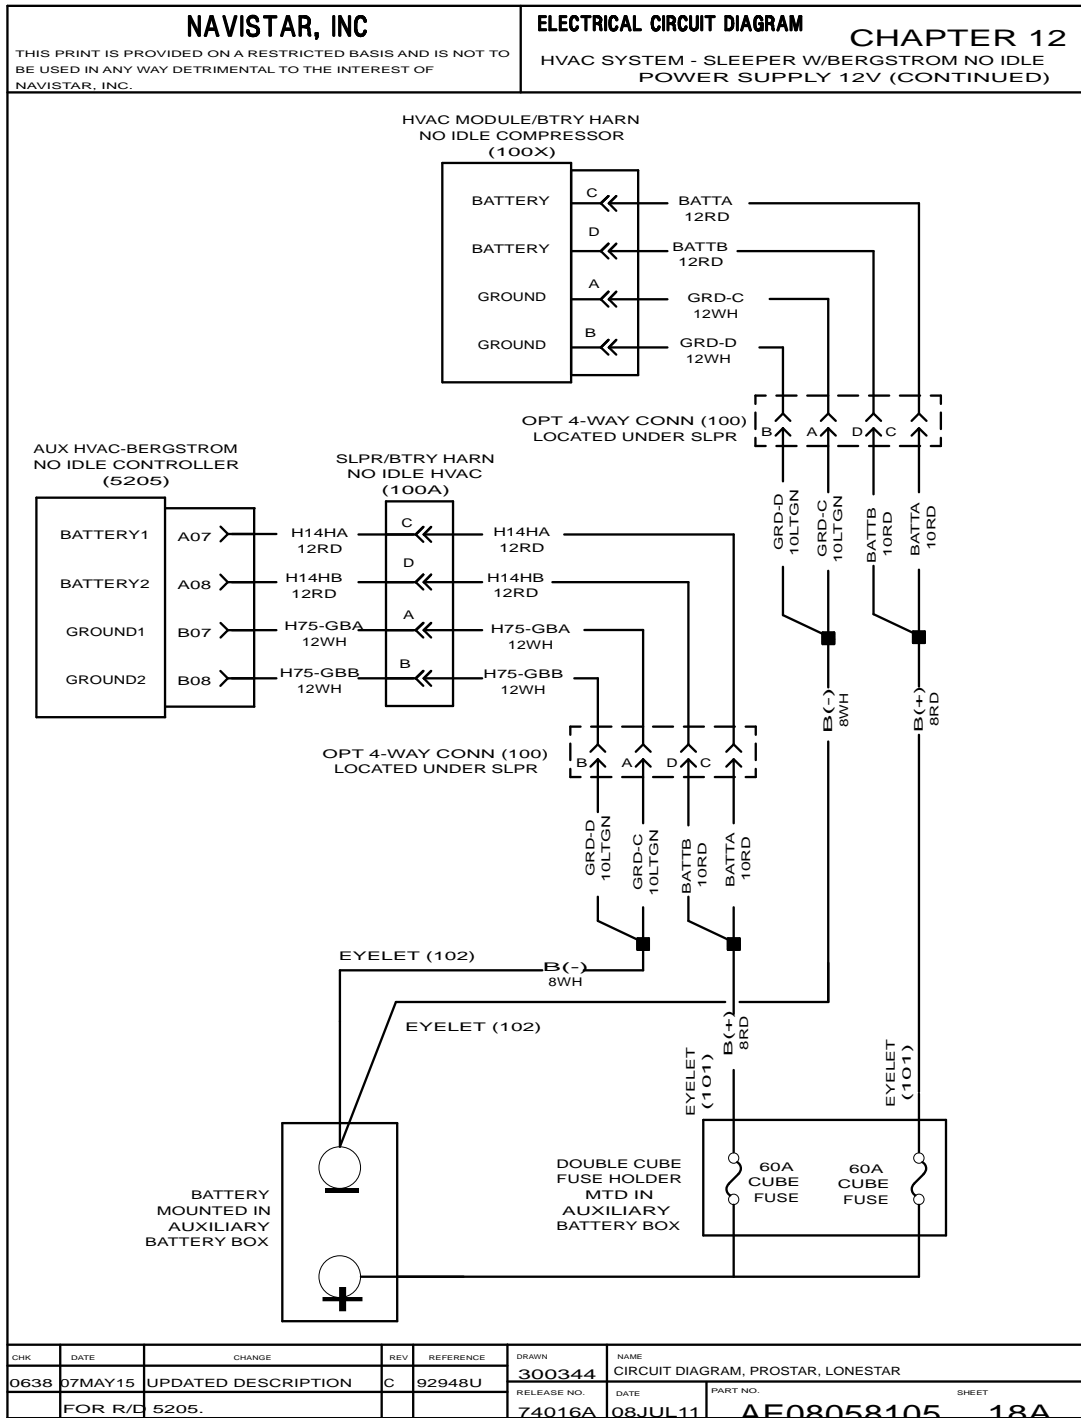 NAVISTAR, INC
THIS PRINT IS PROVIDED ON A RESTRICTED BASIS AND IS NOT TO
BE USED IN ANY WAY DETRIMENTAL TO THE INTEREST OF
NAVISTAR, INC.
ELECTRICAL CIRCUIT DIAGRAM
CHAPTER 12
HVAC SYSTEM - SLEEPER W/BERGSTROM NO IDLE
POWER SUPPLY 12V (CONTINUED)
HVAC MODULE/BTRY HARN
NO IDLE COMPRESSOR
(100X)
BATTERY C BATTA
12RD
BATTERY D BATTB
12RD
GROUND A GRD-C
12WH
GROUND B GRD-D
12WH
OPT 4-WAY CONN (100)
LOCATED UNDER SLPR
B A D C
GRD-D
10LTGN
GRD-C
10LTGN
BATTB
10RD
BATTA
10RD
B(-)
8WH
B(+)
8RD
AUX HVAC-BERGSTROM
NO IDLE CONTROLLER
(5205)
SLPR/BTRY HARN
NO IDLE HVAC
(100A)
BATTERY1 A07 H14HA C H14HA
12RD 12RD
BATTERY2 A08 H14HB D H14HB
12RD 12RD
GROUND1 B07 H75-GBA A H75-GBA
12WH 12WH
GROUND2 B08 H75-GBB B H75-GBB
12WH 12WH
OPT 4-WAY CONN (100)
LOCATED UNDER SLPR
B A D C
GRD-D
10LTGN
GRD-C
10LTGN
BATTB
10RD
BATTA
10RD
EYELET (102)
B(-)
8WH
EYELET (102)
B(+)
8RD
EYELET
(101)
EYELET
(101)
BATTERY
MOUNTED IN
AUXILIARY
BATTERY BOX
DOUBLE CUBE
FUSE HOLDER
MTD IN
AUXILIARY
BATTERY BOX
60A
CUBE
FUSE
60A
CUBE
FUSE
CHK DATE CHANGE REV REFERENCE
0638 07MAY15 UPDATED DESCRIPTION C 92948U
FOR R/D 5205.
DRAWN
300344
NAME
CIRCUIT DIAGRAM, PROSTAR, LONESTAR
RELEASE NO. DATE PART NO. SHEET
74016A 08JUL11 AE08058105 18A